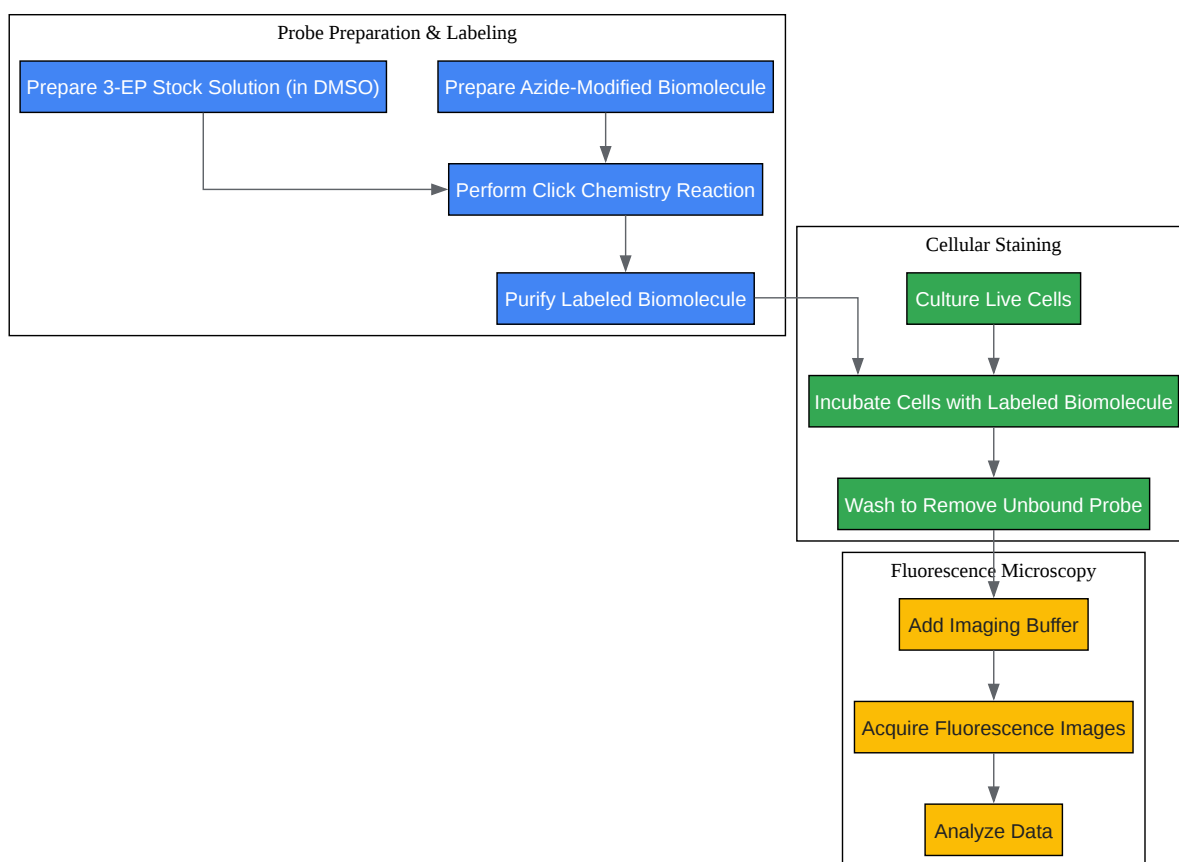 Probe Preparation & Labeling
Prepare 3-EP Stock Solution (in DMSO)
Prepare Azide-Modified Biomolecule
Perform Click Chemistry Reaction
Purify Labeled Biomolecule
Cellular Staining
Culture Live Cells
Incubate Cells with Labeled Biomolecule
Wash to Remove Unbound Probe
Fluorescence Microscopy
Add Imaging Buffer
Acquire Fluorescence Images
Analyze Data